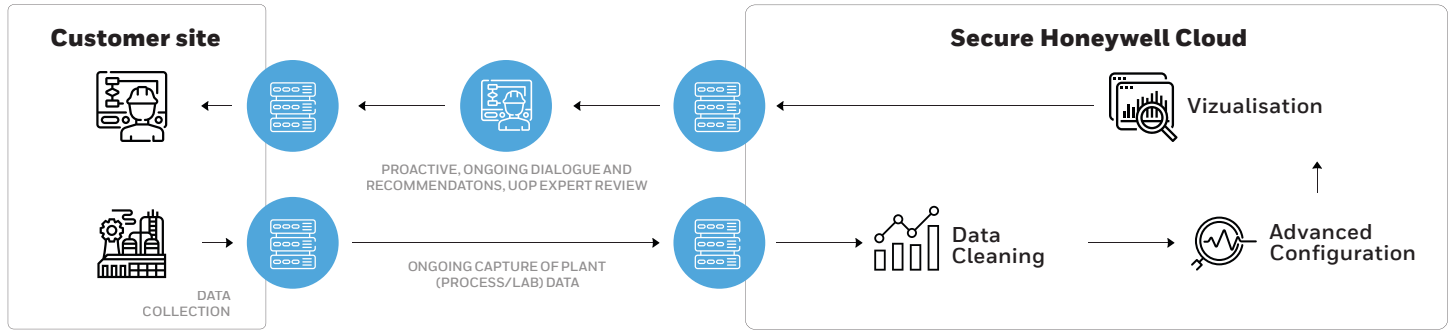 Customer site
Secure Honeywell Cloud
Vizualisation
PROACTIVE, ONGOING DIALOGUE AND
RECOMMENDATONS, UOP EXPERT REVIEW
Data
Cleaning
Advanced
Configuration
ONGOING CAPTURE OF PLANT
(PROCESS/LAB) DATA
DATA
COLLECTION